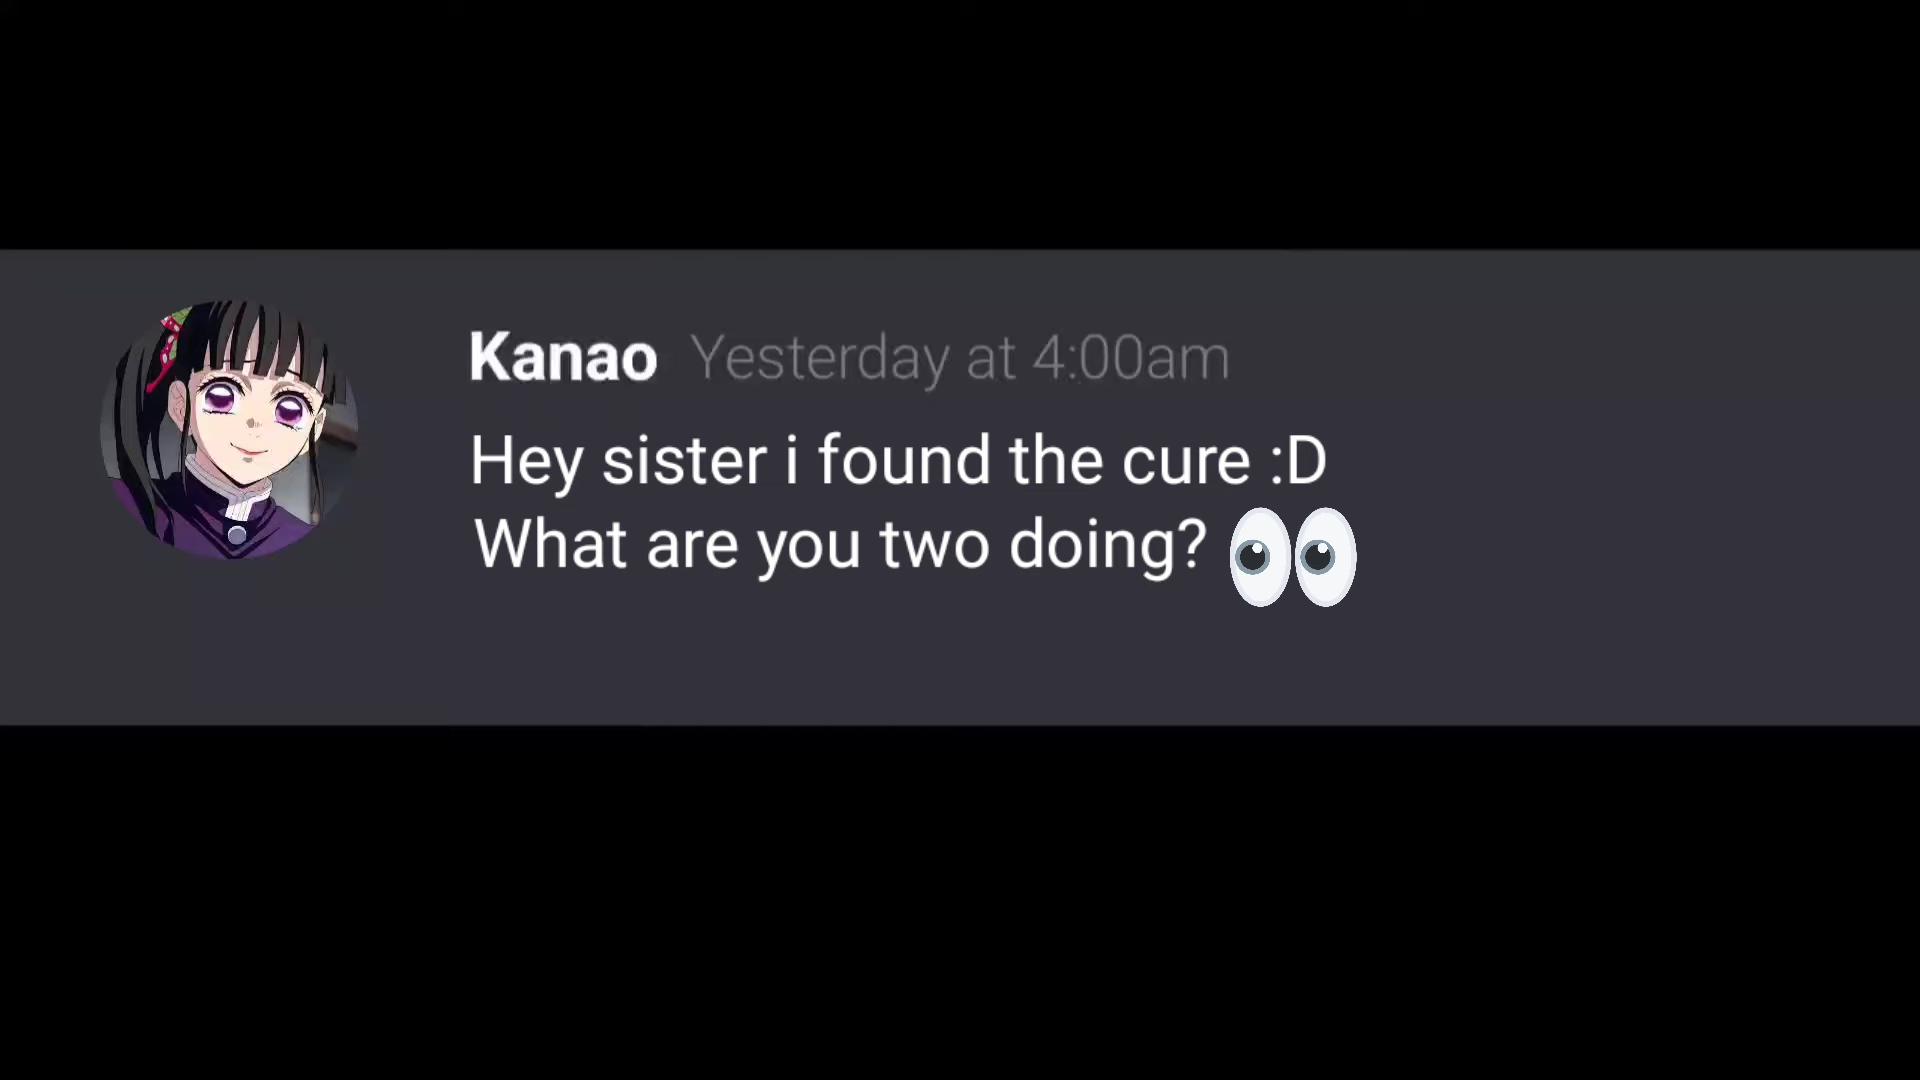 Kanao Yesterday at 4:00am
Hey sister i found the cure :D
What are you two doing? 👀